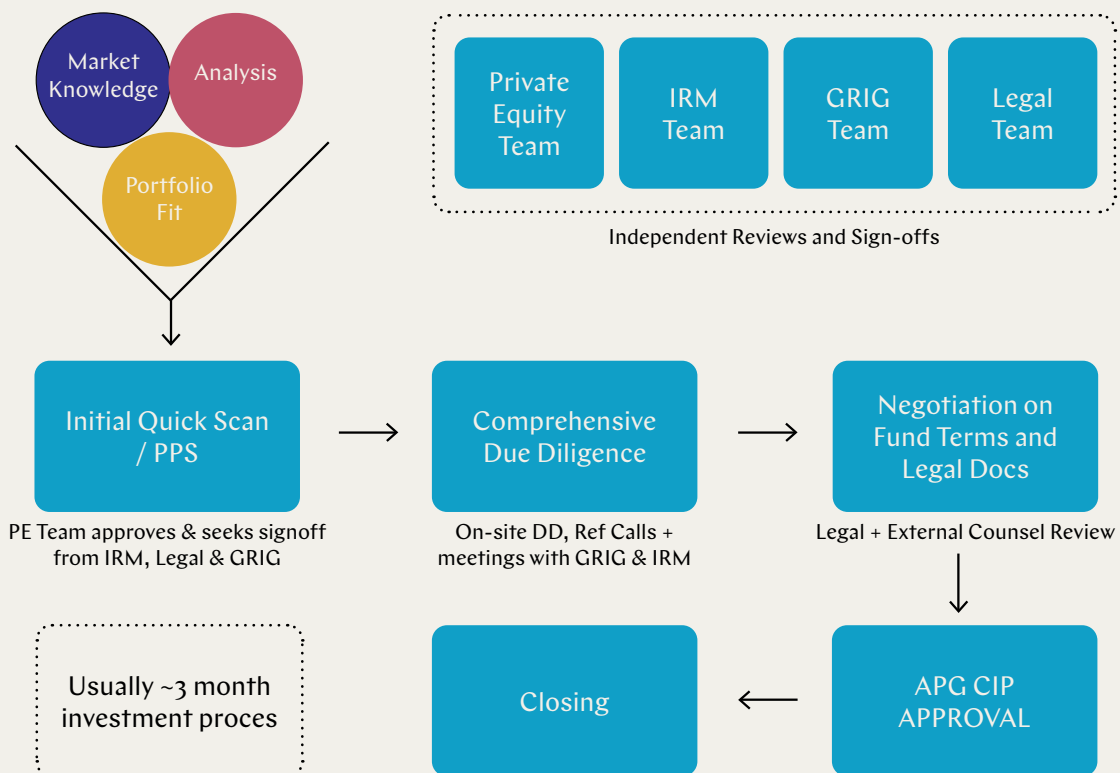 Market
Knowledge
Analysis
Portfolio
Fit
Private
Equity
Team
IRM
Team
GRIG
Team
Legal
Team
Independent Reviews and Sign-offs
Initial Quick Scan
/ PPS
PE Team approves & seeks signoff
from IRM, Legal & GRIG
Comprehensive
Due Diligence
On-site DD, Ref Calls +
meetings with GRIG & IRM
Negotiation on
Fund Terms and
Legal Docs
Legal + External Counsel Review
APG CIP
APPROVAL
Closing
Usually ~3 month
investment proces